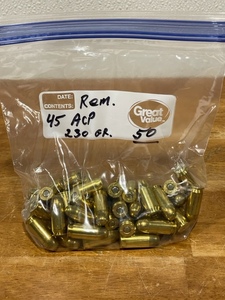 DATE: Rem.
CONTENTS:
45 ACP
230 GR. 50
Great Value